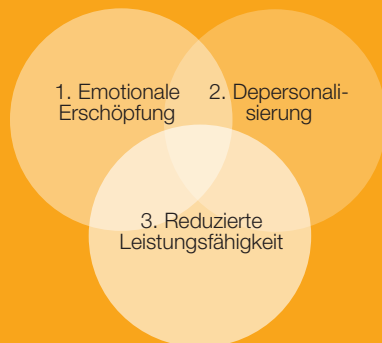 1. Emotionale
Erschöpfung
2. Depersonali-
sierung
3. Reduzierte
Leistungsfähigkeit